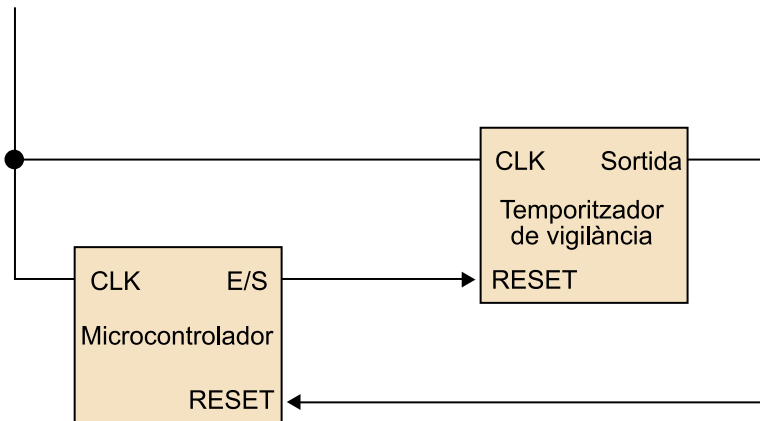 CLK Sortida
Temporitzador
de vigilància
RESET
CLK E/S
Microcontrolador
RESET